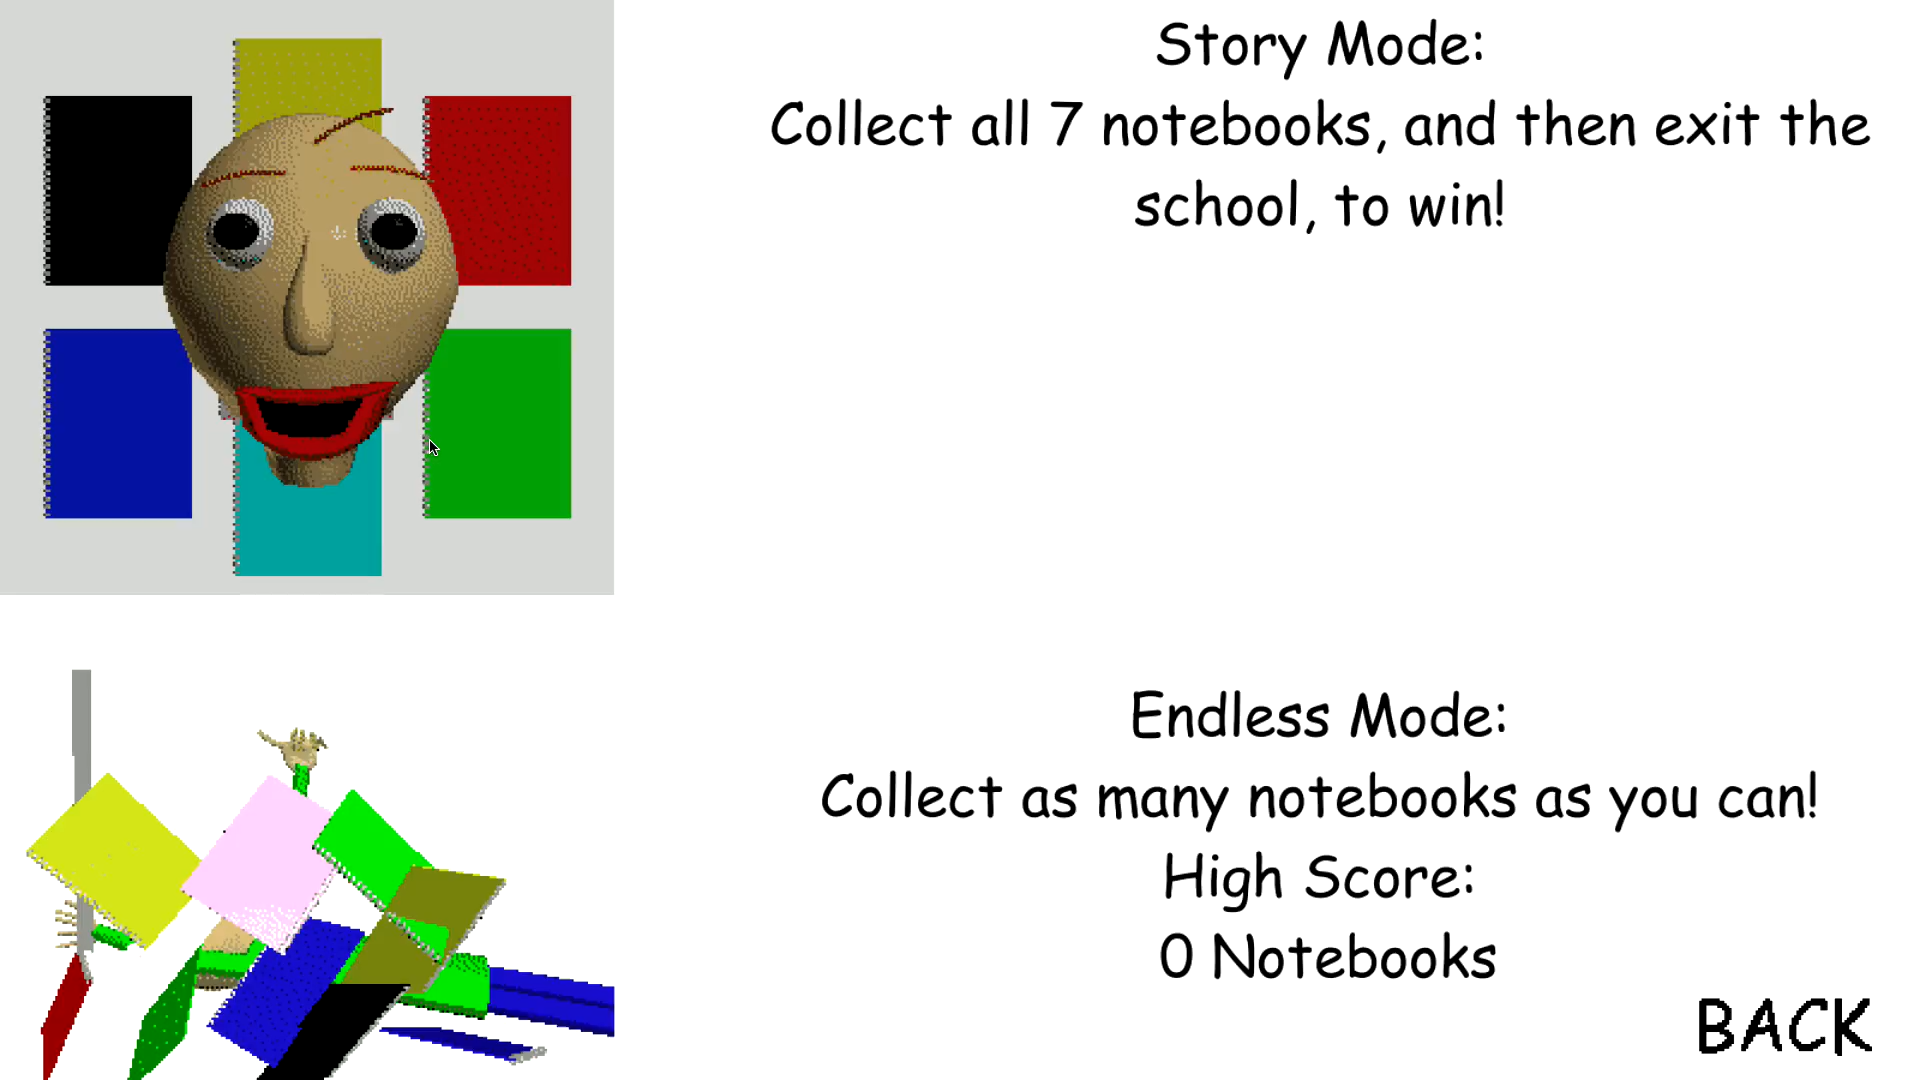 Story Mode:
Collect all 7 notebooks, and then exit the
school, to win!
Endless Mode:
Collect as many notebooks as you can!
High Score:
0 Notebooks
BACK